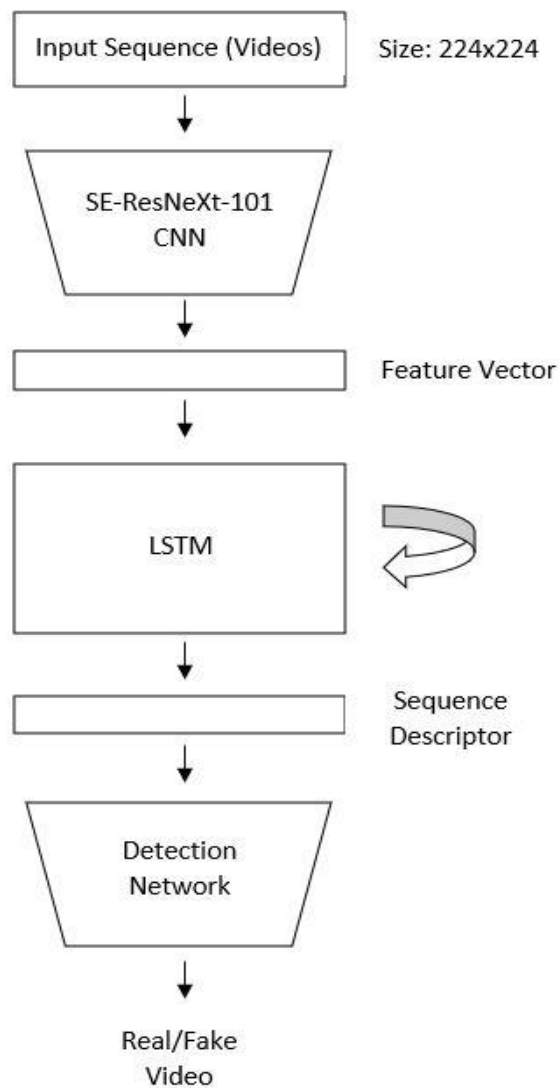 Input Sequence (Videos)
Size: 224x224
SE-ResNeXt-101
CNN
Feature Vector
LSTM
Sequence
Descriptor
Detection
Network
Real/Fake
Video